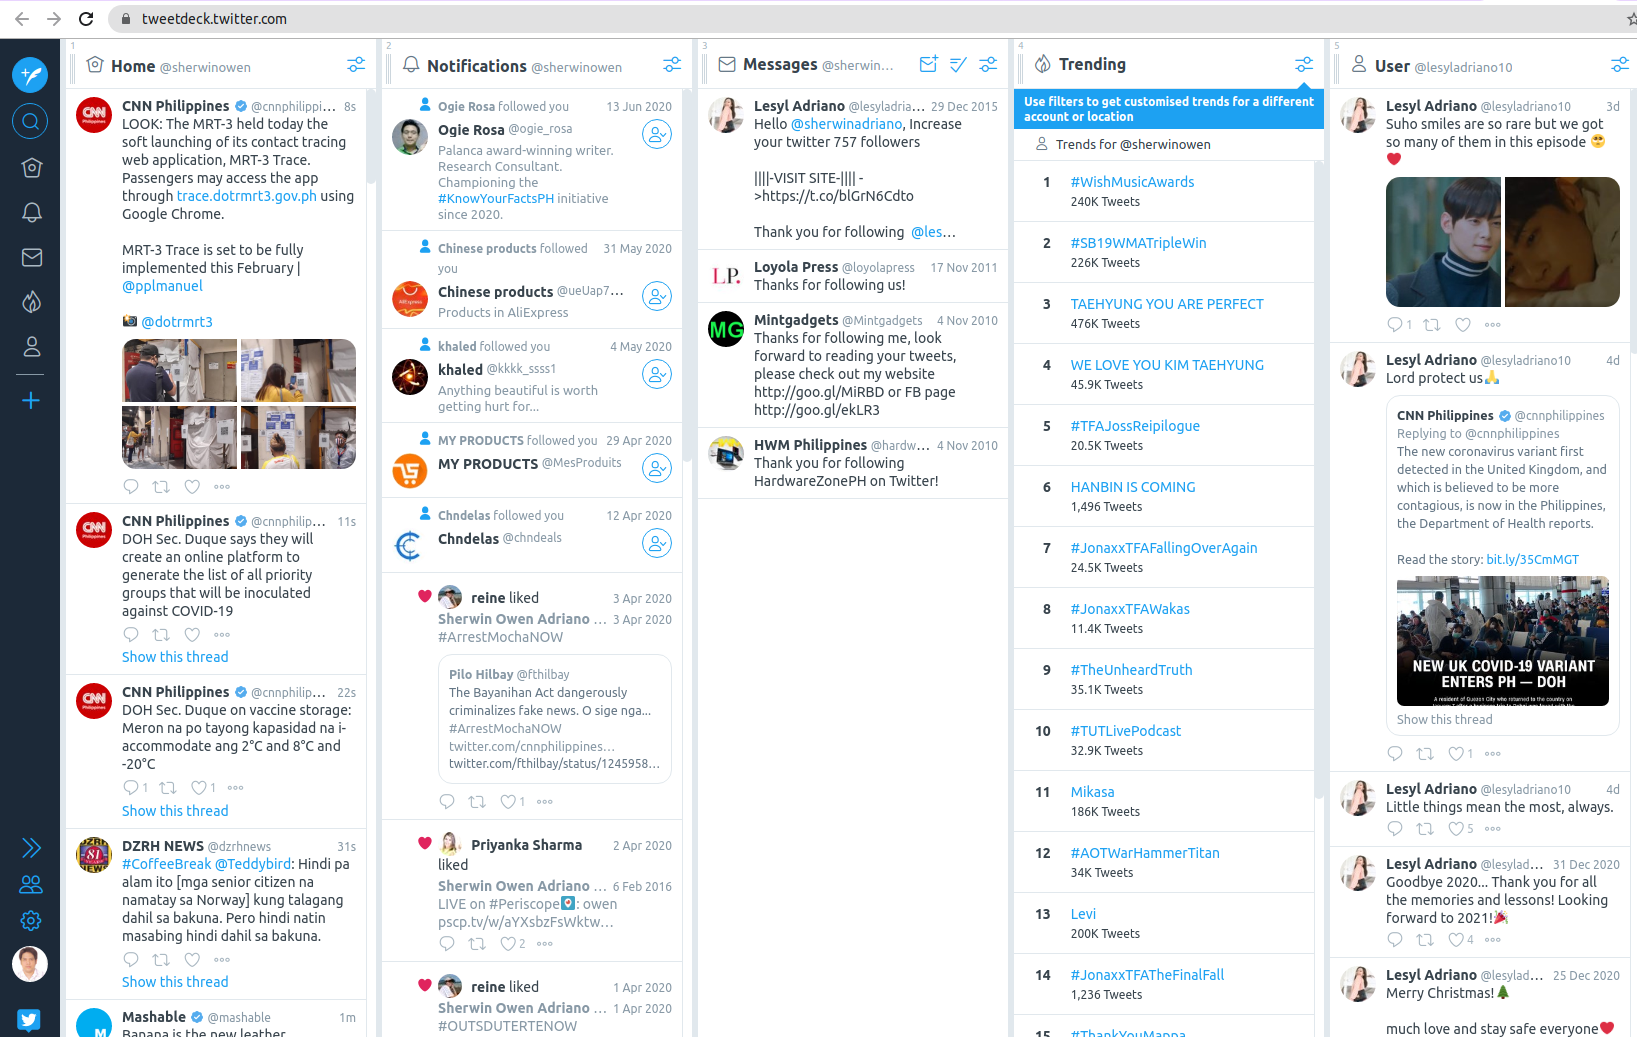 tweetdeck.twitter.com
1
Home @sherwinowen
CNN Philippines @cnnphilippi... 8s
LOOK: The MRT-3 held today the
soft launching of its contact tracing
web application, MRT-3 Trace.
Passengers may access the app
through trace.dotrmrt3.gov.ph using
Google Chrome.
MRT-3 Trace is set to be fully
implemented this February |
@pplmanuel
📸 @dotrmrt3
CNN Philippines @cnnphilip... 11s
DOH Sec. Duque says they will
create an online platform to
generate the list of all priority
groups that will be inoculated
against COVID-19
Show this thread
CNN Philippines @cnnphilip... 22s
DOH Sec. Duque on vaccine storage:
Meron na po tayong kapasidad na i-
accommodate ang 2°C and 8°C and
-20°C
1 1
Show this thread
DZRH NEWS @dzrhnews 31s
#CoffeeBreak @Teddybird: Hindi pa
alam ito [mga senior citizen na
namatay sa Norway] kung talagang
dahil sa bakuna. Pero hindi natin
masabing hindi dahil sa bakuna.
Show this thread
Mashable @mashable 1m
Banana is the new leather
2
Notifications @sherwinowen
Ogie Rosa followed you 13 Jun 2020
Ogie Rosa @ogie_rosa
Palanca award-winning writer.
Research Consultant.
Championing the
#KnowYourFactsPH initiative
since 2020.
Chinese products followed 31 May 2020
you
Chinese products @ueUap7...
Products in AliExpress
khaled followed you 4 May 2020
khaled @kkkk_ssss1
Anything beautiful is worth
getting hurt for...
MY PRODUCTS followed you 29 Apr 2020
MY PRODUCTS @MesProduits
Chndelas followed you 12 Apr 2020
Chndelas @chndeals
reine liked 3 Apr 2020
Sherwin Owen Adriano ... 3 Apr 2020
#ArrestMochaNOW
Pilo Hilbay @fthilbay
The Bayanihan Act dangerously
criminalizes fake news. O sige nga...
#ArrestMochaNOW
twitter.com/cnnphilippines...
twitter.com/fthilbay/status/1245958...
1
Priyanka Sharma 2 Apr 2020
liked
Sherwin Owen Adriano ... 6 Feb 2016
LIVE on #Periscope: owen
pscp.tv/w/aYXsbzFsWktw...
2
reine liked 1 Apr 2020
Sherwin Owen Adriano ... 1 Apr 2020
#OUTSDUTERTENOW
3
Messages @sherwin...
Lesyl Adriano @lesyladria... 29 Dec 2015
Hello @sherwinadriano, Increase
your twitter 757 followers
||||-VISIT SITE-|||| -
>https://t.co/blGrN6Cdto
Thank you for following @les...
Loyola Press @loyolapress 17 Nov 2011
Thanks for following us!
Mintgadgets @Mintgadgets 4 Nov 2010
Thanks for following me, look
forward to reading your tweets,
please check out my website
http://goo.gl/MiRBD or FB page
http://goo.gl/ekLR3
HWM Philippines @hardw... 4 Nov 2010
Thank you for following
HardwareZonePH on Twitter!
4
Trending
Use filters to get customised trends for a different
account or location
Trends for @sherwinowen
1 #WishMusicAwards
240K Tweets
2 #SB19WMATripleWin
226K Tweets
3 TAEHYUNG YOU ARE PERFECT
476K Tweets
4 WE LOVE YOU KIM TAEHYUNG
45.9K Tweets
5 #TFAJossReipilogue
20.5K Tweets
6 HANBIN IS COMING
1,496 Tweets
7 #JonaxxTFAFallingOverAgain
24.5K Tweets
8 #JonaxxTFAWakas
11.4K Tweets
9 #TheUnheardTruth
35.1K Tweets
10 #TUTLivePodcast
32.9K Tweets
11 Mikasa
186K Tweets
12 #AOTWarHammerTitan
34K Tweets
13 Levi
200K Tweets
14 #JonaxxTFATheFinalFall
1,236 Tweets
15 #ThankYouMappa
5
User @lesyladriano10
Lesyl Adriano @lesyladriano10 3d
Suho smiles are so rare but we got
so many of them in this episode 🥺
❤️
1
Lesyl Adriano @lesyladriano10 4d
Lord protect us🙏
CNN Philippines @cnnphilippines
Replying to @cnnphilippines
The new coronavirus variant first
detected in the United Kingdom, and
which is believed to be more
contagious, is now in the Philippines,
the Department of Health reports.
Read the story: bit.ly/35CmMGT
NEW UK COVID-19 VARIANT
ENTERS PH — DOH
A resident of Quezon City who returned to the country on
Show this thread
1
Lesyl Adriano @lesyladriano10 4d
Little things mean the most, always.
5
Lesyl Adriano @lesylad... 31 Dec 2020
Goodbye 2020... Thank you for all
the memories and lessons! Looking
forward to 2021!🎉
4
Lesyl Adriano @lesylad... 25 Dec 2020
Merry Christmas!🎄
much love and stay safe everyone❤️